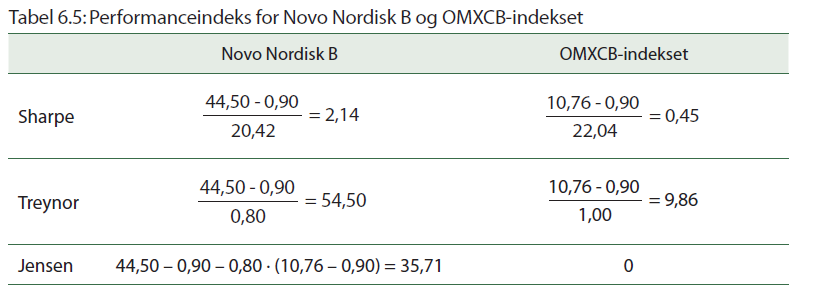 Tabel 6.5: Performanceindeks for Novo Nordisk B og OMXCB-indekset
Novo Nordisk B OMXCB-indekset
Sharpe
44,50 - 0,90
20,42
= 2,14
10,76 - 0,90
22,04
= 0,45
Treynor
44,50 - 0,90
0,80
= 54,50
10,76 - 0,90
1,00
= 9,86
Jensen 44,50 – 0,90 – 0,80 · (10,76 – 0,90) = 35,71 0